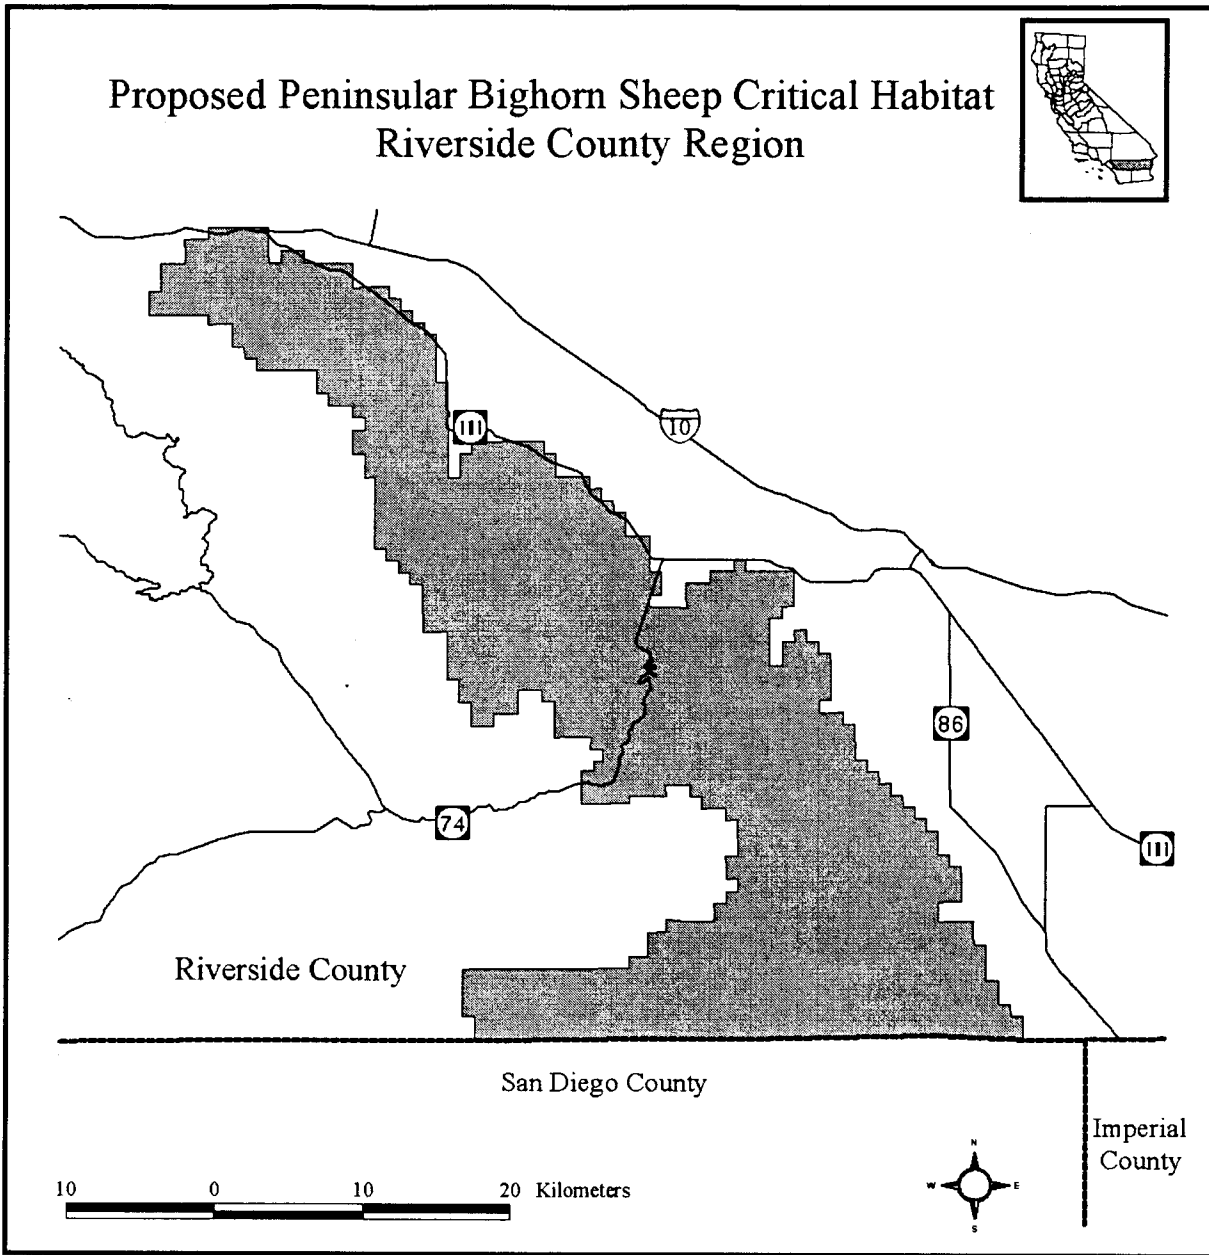 Proposed Peninsular Bighorn Sheep Critical Habitat
Riverside County Region
10
111
86
74
111
Riverside County
San Diego County
Imperial
County
10 0 10 20 Kilometers
N
W E
S